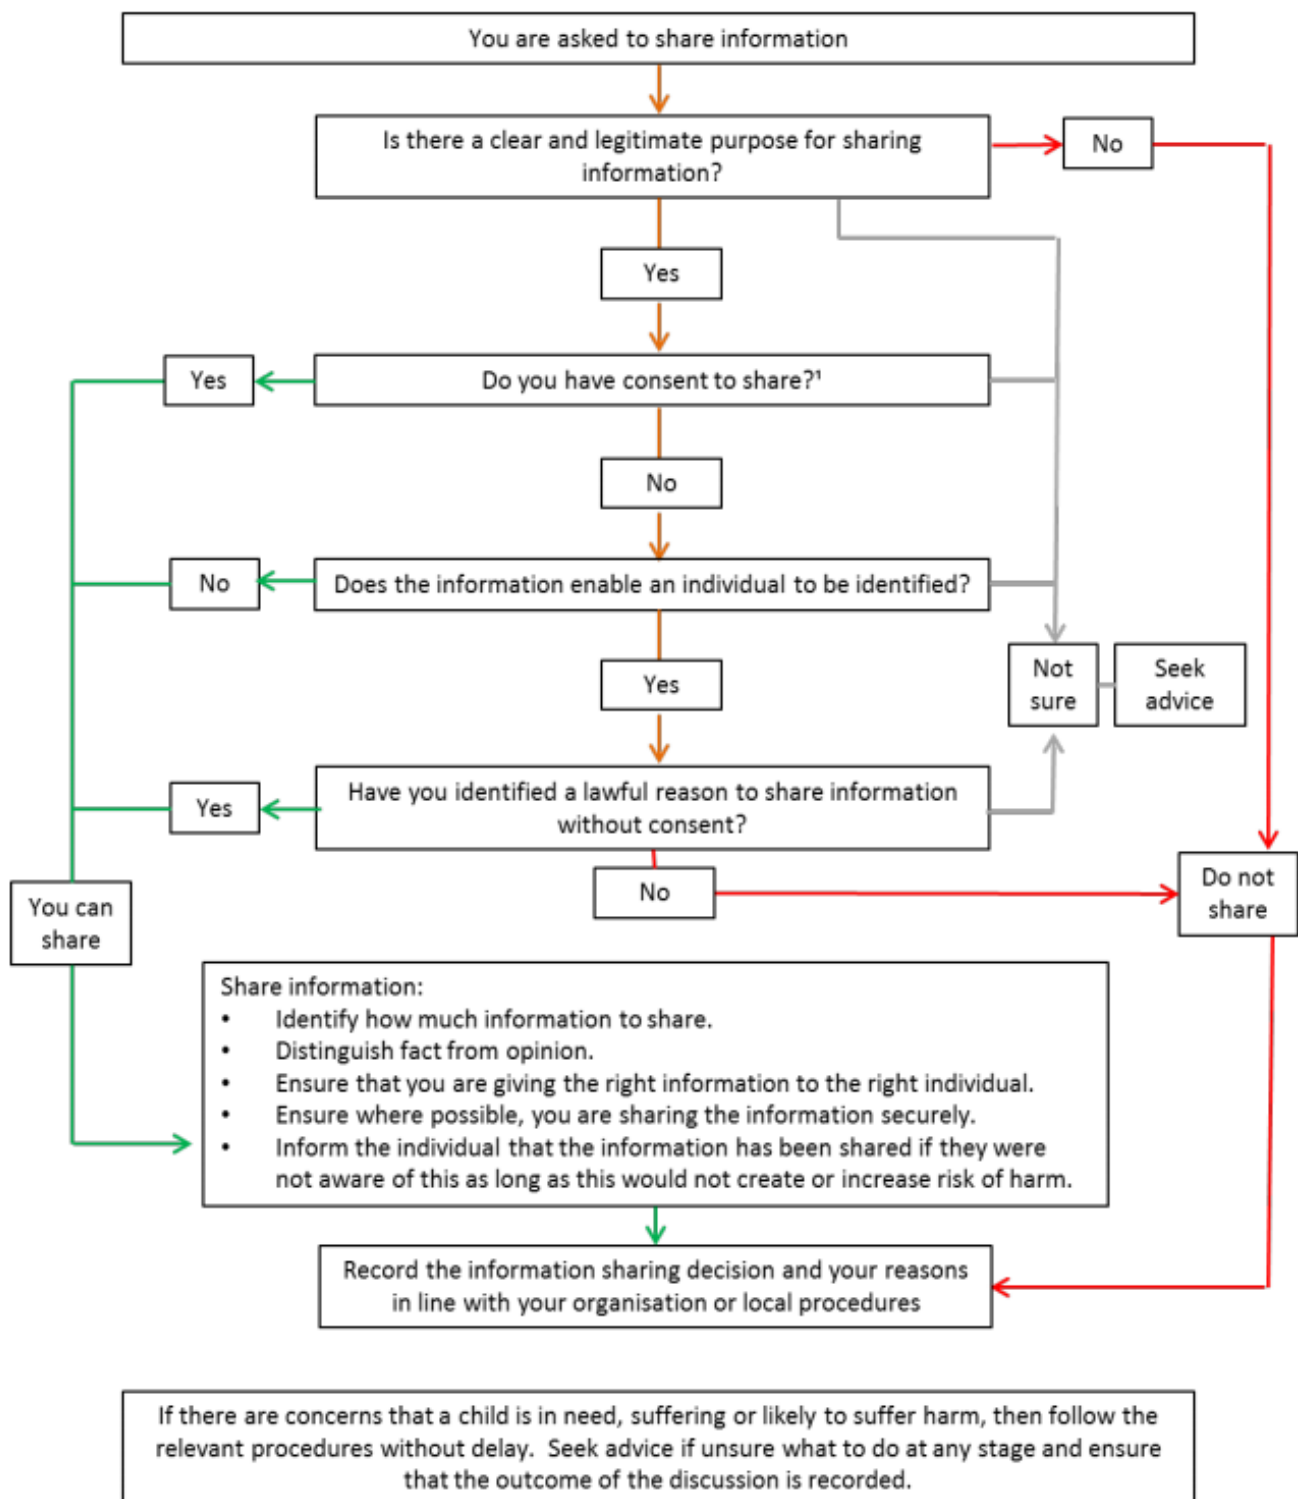 You are asked to share information
Is there a clear and legitimate purpose for sharing
information?
No
Yes
Yes
Do you have consent to share?¹
No
No
Does the information enable an individual to be identified?
Yes
Not
sure
Seek
advice
Yes
Have you identified a lawful reason to share information
without consent?
No
Do not
share
You can
share
Share information:
• Identify how much information to share.
• Distinguish fact from opinion.
• Ensure that you are giving the right information to the right individual.
• Ensure where possible, you are sharing the information securely.
• Inform the individual that the information has been shared if they were
not aware of this as long as this would not create or increase risk of harm.
Record the information sharing decision and your reasons
in line with your organisation or local procedures
If there are concerns that a child is in need, suffering or likely to suffer harm, then follow the
relevant procedures without delay. Seek advice if unsure what to do at any stage and ensure
that the outcome of the discussion is recorded.